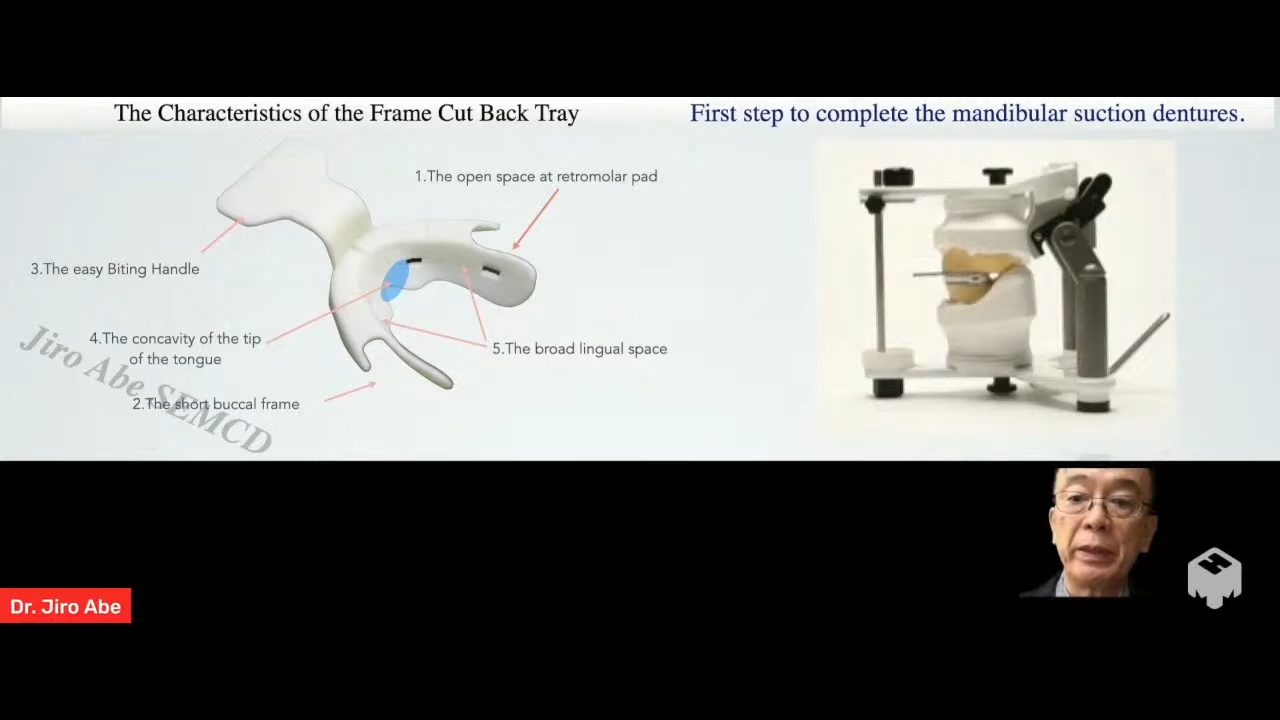 The Characteristics of the Frame Cut Back Tray
First step to complete the mandibular suction dentures.
1.The open space at retromolar pad
3.The easy Biting Handle
4.The concavity of the tip
of the tongue
5.The broad lingual space
2.The short buccal frame
Jiro Abe SEMCD
Dr. Jiro Abe